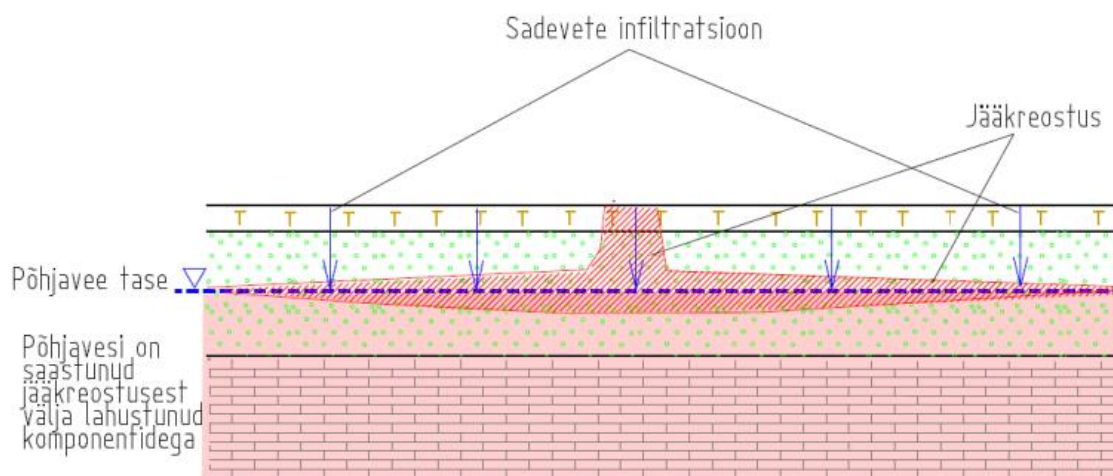 Sadevete infiltratsioon
Jääkreostus
Põhjavee tase
Põhjavesi on
saastunud
jääkreostusest
välja lahustunud
komponentidega